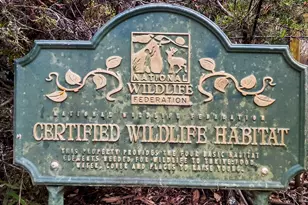 NATIONAL
WILDLIFE
FEDERATION
NATIONAL WILDLIFE FEDERATION
CERTIFIED WILDLIFE HABITAT
THIS PROPERTY PROVIDES THE FOUR BASIC HABITAT
ELEMENTS NEEDED FOR WILDLIFE TO THRIVE: FOOD,
WATER, COVER AND PLACES TO RAISE YOUNG